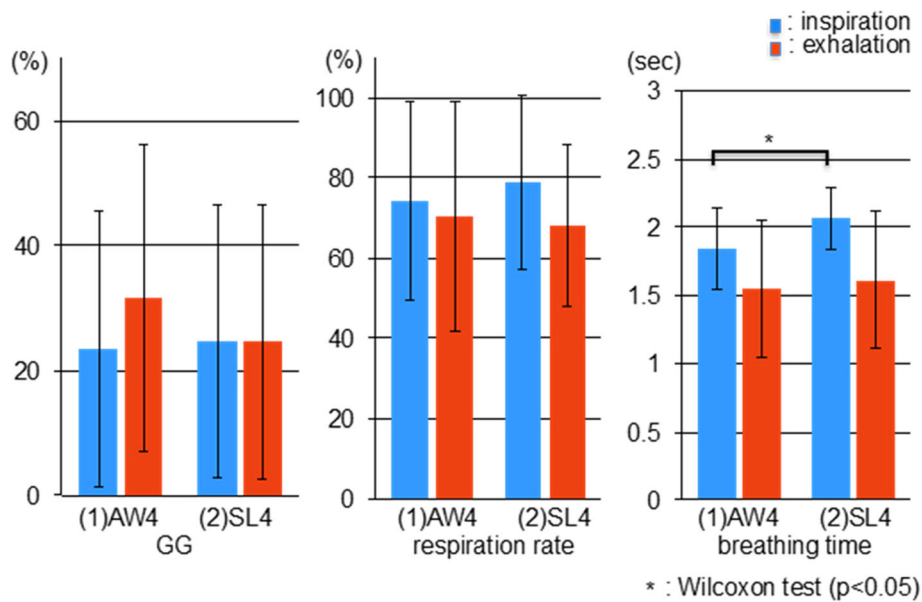 : inspiration
: exhalation
(%)
60
40
20
0
(1)AW4 (2)SL4
GG
(%)
100
80
60
40
20
0
(1)AW4 (2)SL4
respiration rate
(sec)
3
2.5
2
1.5
1
0.5
0
*
(1)AW4 (2)SL4
breathing time
* : Wilcoxon test (p<0.05)